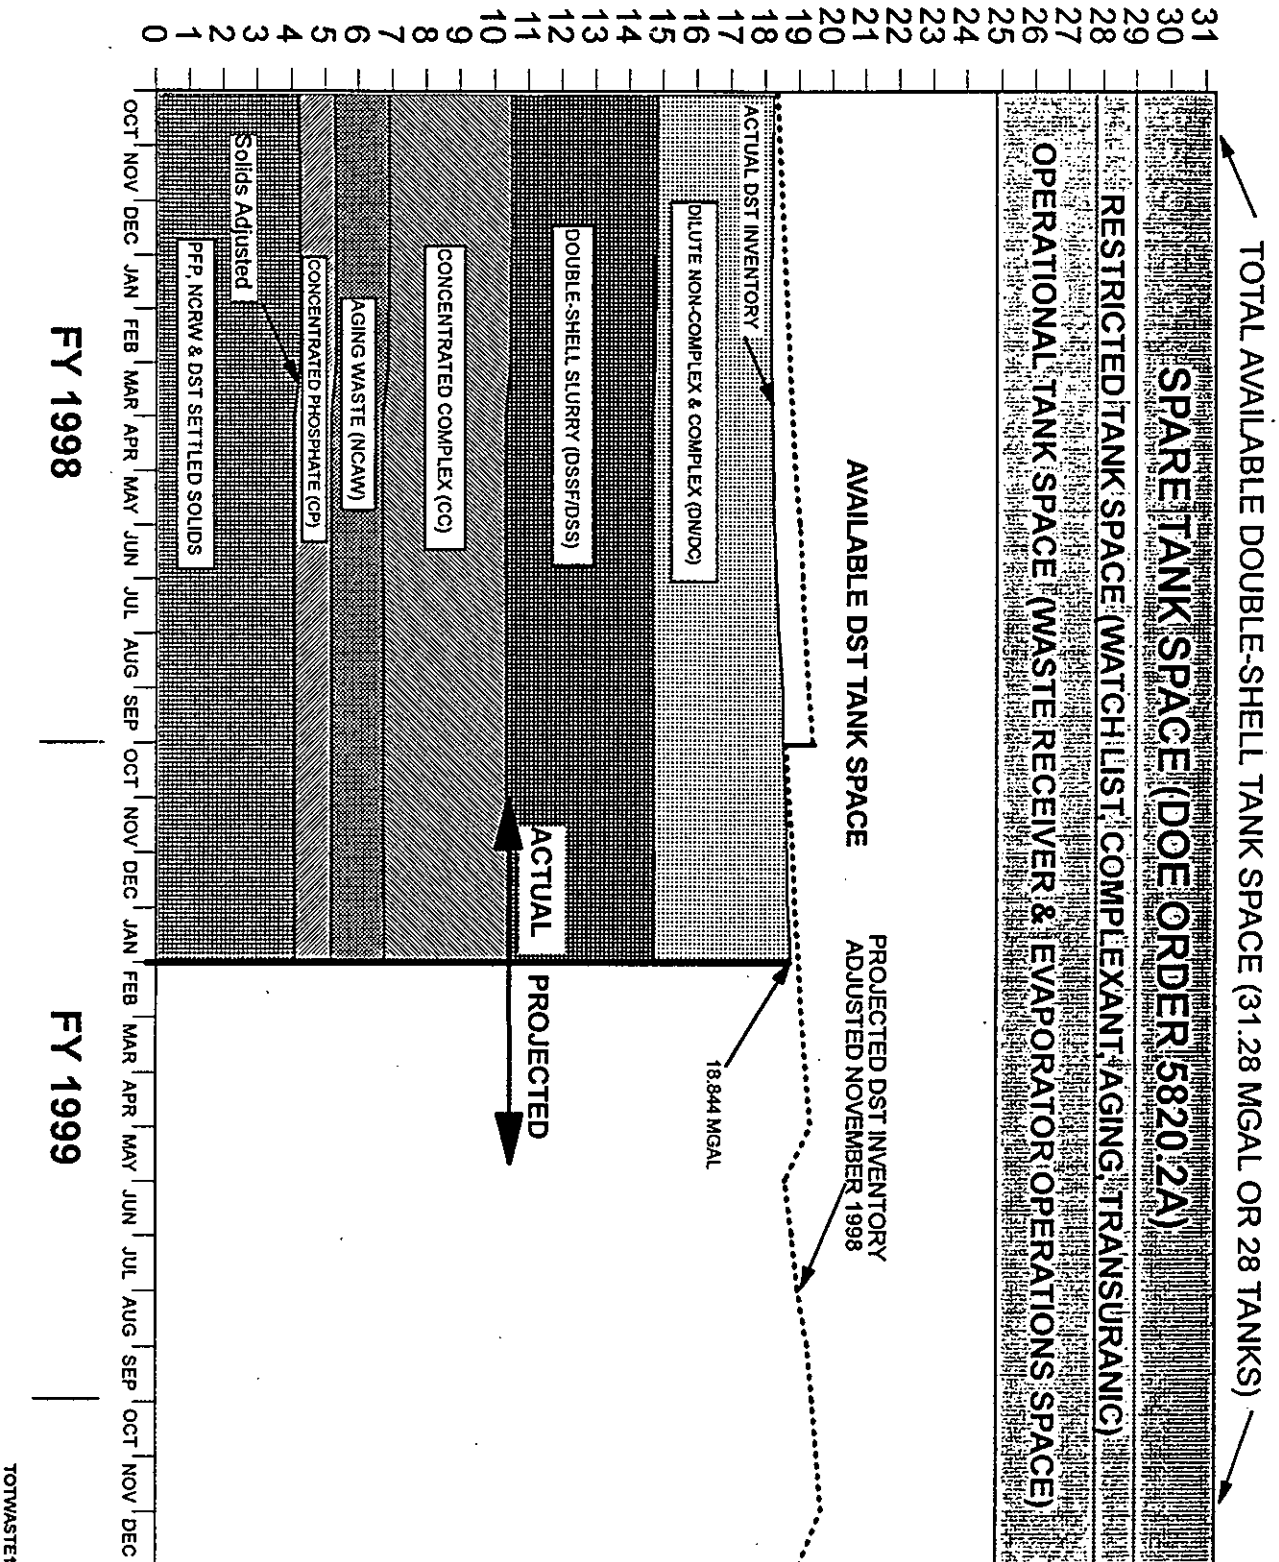 TOTAL AVAILABLE DOUBLE-SHELL TANK SPACE (31.28 MGAL OR 28 TANKS)
SPARE TANK SPACE (DOE ORDER 5820.2A)
RESTRICTED TANK SPACE (WATCH LIST, COMPLEXANT, AGING, TRANSURANIC)
OPERATIONAL TANK SPACE (WASTE RECEIVER & EVAPORATOR OPERATIONS SPACE)
31
30
29
28
27
26
25
24
23
22
21
20
19
18
17
16
15
14
13
12
11
10
9
8
7
6
5
4
3
2
1
0
AVAILABLE DST TANK SPACE
PROJECTED DST INVENTORY
ADJUSTED NOVEMBER 1998
ACTUAL DST INVENTORY
18.844 MGAL
DILUTE NON-COMPLEX & COMPLEX (DN/DC)
DOUBLE-SHELL SLURRY (DSSF/DSS)
ACTUAL
PROJECTED
CONCENTRATED COMPLEX (CC)
AGING WASTE (NCAW)
CONCENTRATED PHOSPHATE (CP)
Solids Adjusted
PFP, NCRW & DST SETTLED SOLIDS
OCT NOV DEC JAN FEB MAR APR MAY JUN JUL AUG SEP OCT NOV DEC JAN FEB MAR APR MAY JUN JUL AUG SEP OCT NOV DEC
FY 1998
FY 1999
TOTWASTE1